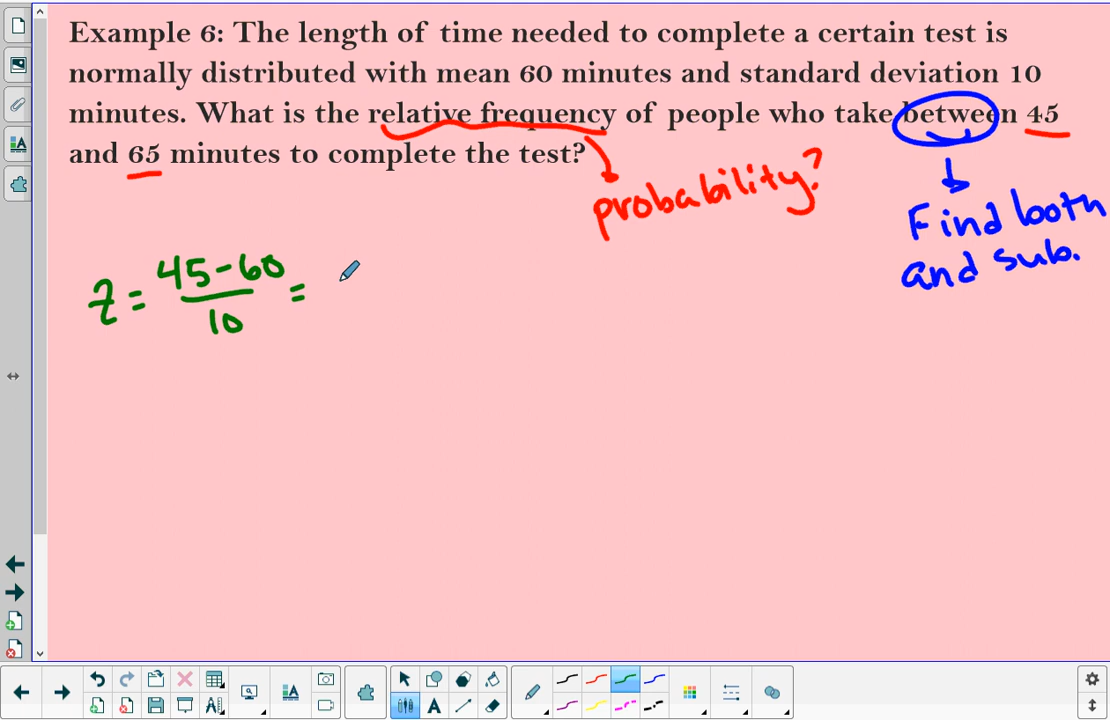 Example 6: The length of time needed to complete a certain test is
normally distributed with mean 60 minutes and standard deviation 10
minutes. What is the relative frequency of people who take between 45
and 65 minutes to complete the test?
probability?
Find both
and sub.
z = 45-60
10
=